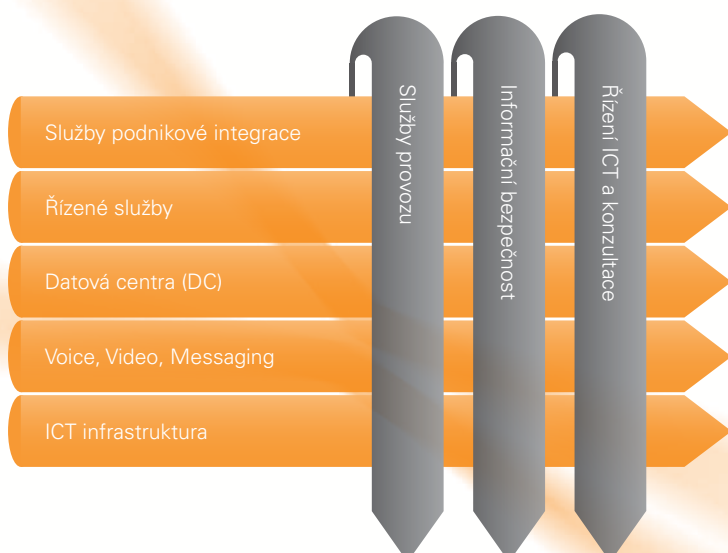 Služby podnikové integrace
Řízené služby
Datová centra (DC)
Voice, Video, Messaging
ICT infrastruktura
Služby provozu
Informační bezpečnost
Řízení ICT a konzultace